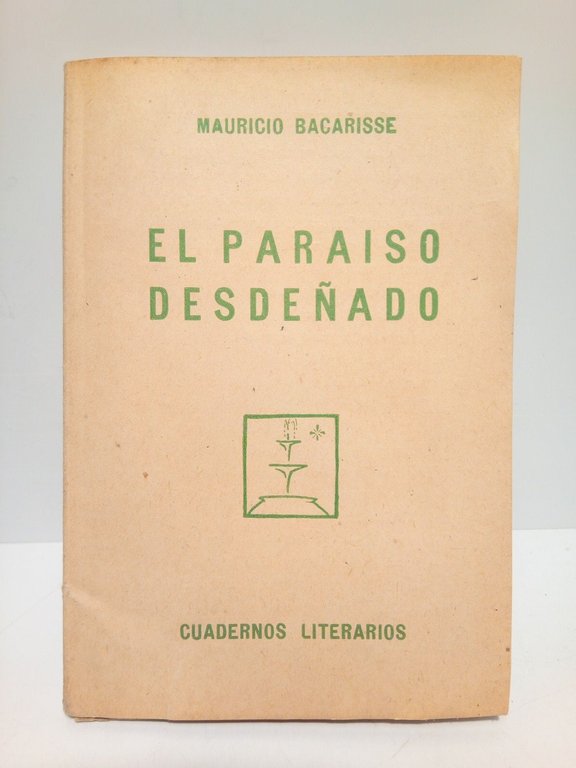 MAURICIO BACARISSE
EL PARAISO
DESDEÑADO
CUADERNOS LITERARIOS